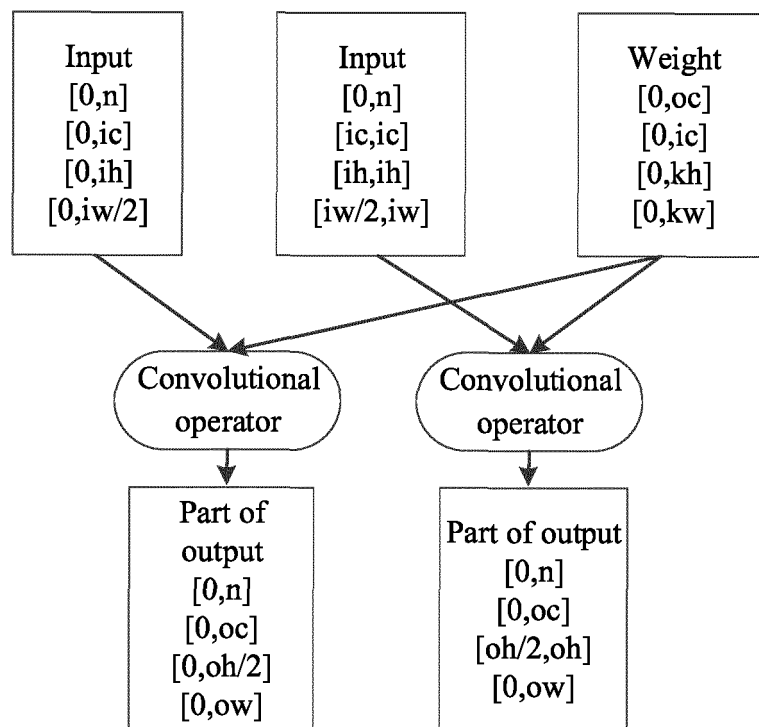 Input
[0,n]
[0,ic]
[0,ih]
[0,iw/2]
Input
[0,n]
[ic,ic]
[ih,ih]
[iw/2,iw]
Weight
[0,oc]
[0,ic]
[0,kh]
[0,kw]
Convolutional
operator
Convolutional
operator
Part of
output
[0,n]
[0,oc]
[0,oh/2]
[0,ow]
Part of output
[0,n]
[0,oc]
[oh/2,oh]
[0,ow]